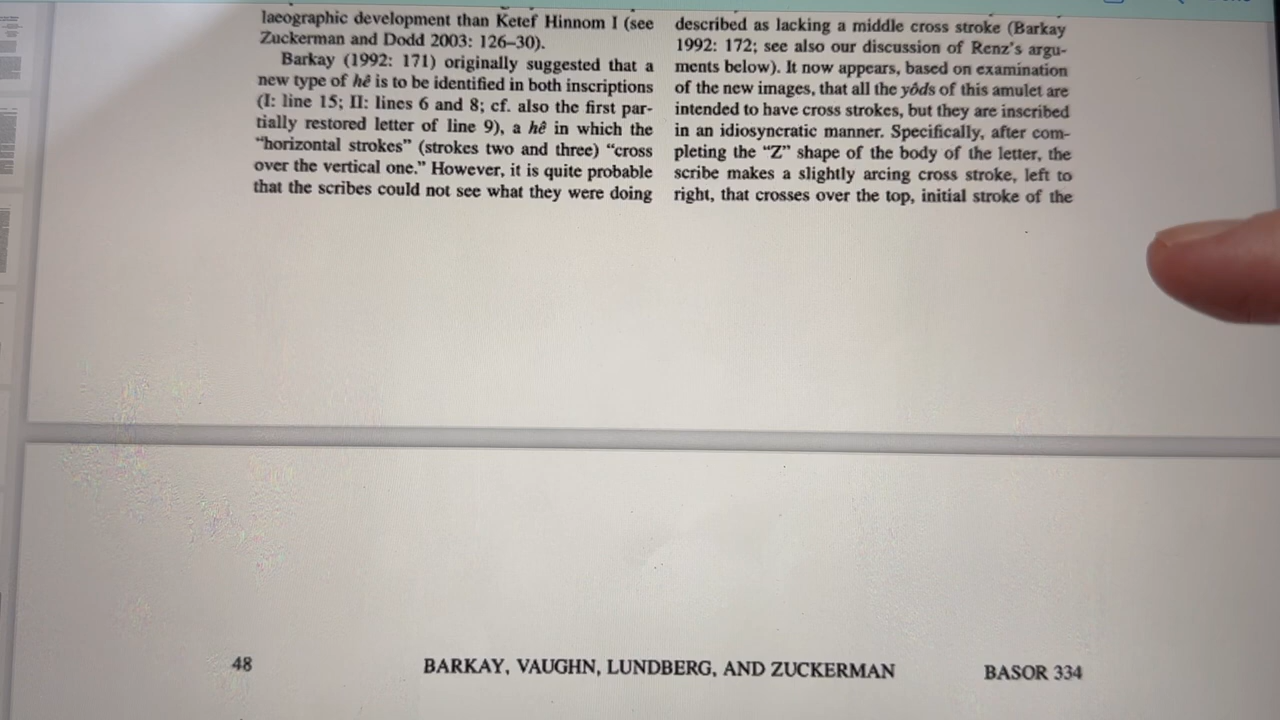 laeographic development than Ketef Hinnom I (see
Zuckerman and Dodd 2003: 126–30).
Barkay (1992: 171) originally suggested that a
new type of hê is to be identified in both inscriptions
(I: line 15; II: lines 6 and 8; cf. also the first par-
tially restored letter of line 9), a hê in which the
“horizontal strokes” (strokes two and three) “cross
over the vertical one.” However, it is quite probable
that the scribes could not see what they were doing
described as lacking a middle cross stroke (Barkay
1992: 172; see also our discussion of Renz's argu-
ments below). It now appears, based on examination
of the new images, that all the yôds of this amulet are
intended to have cross strokes, but they are inscribed
in an idiosyncratic manner. Specifically, after com-
pleting the “Z” shape of the body of the letter, the
scribe makes a slightly arcing cross stroke, left to
right, that crosses over the top, initial stroke of the
48 BARKAY, VAUGHN, LUNDBERG, AND ZUCKERMAN BASOR 334